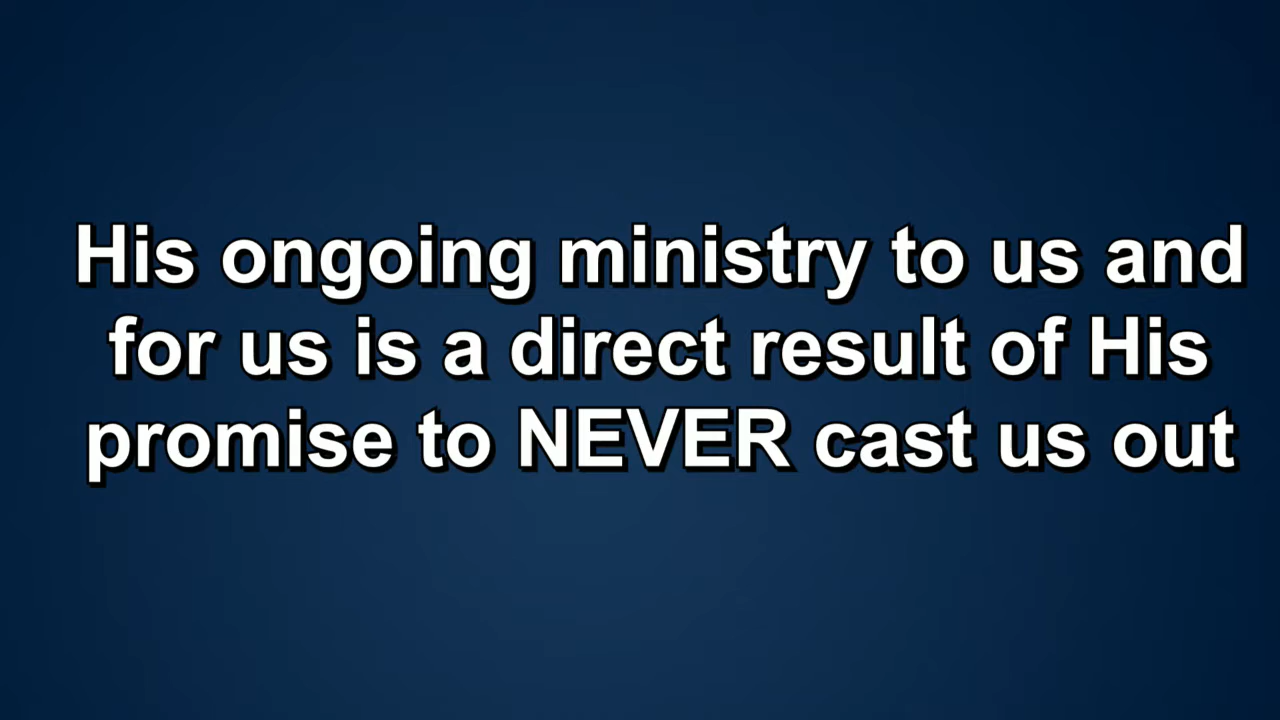 His ongoing ministry to us and
for us is a direct result of His
promise to NEVER cast us out